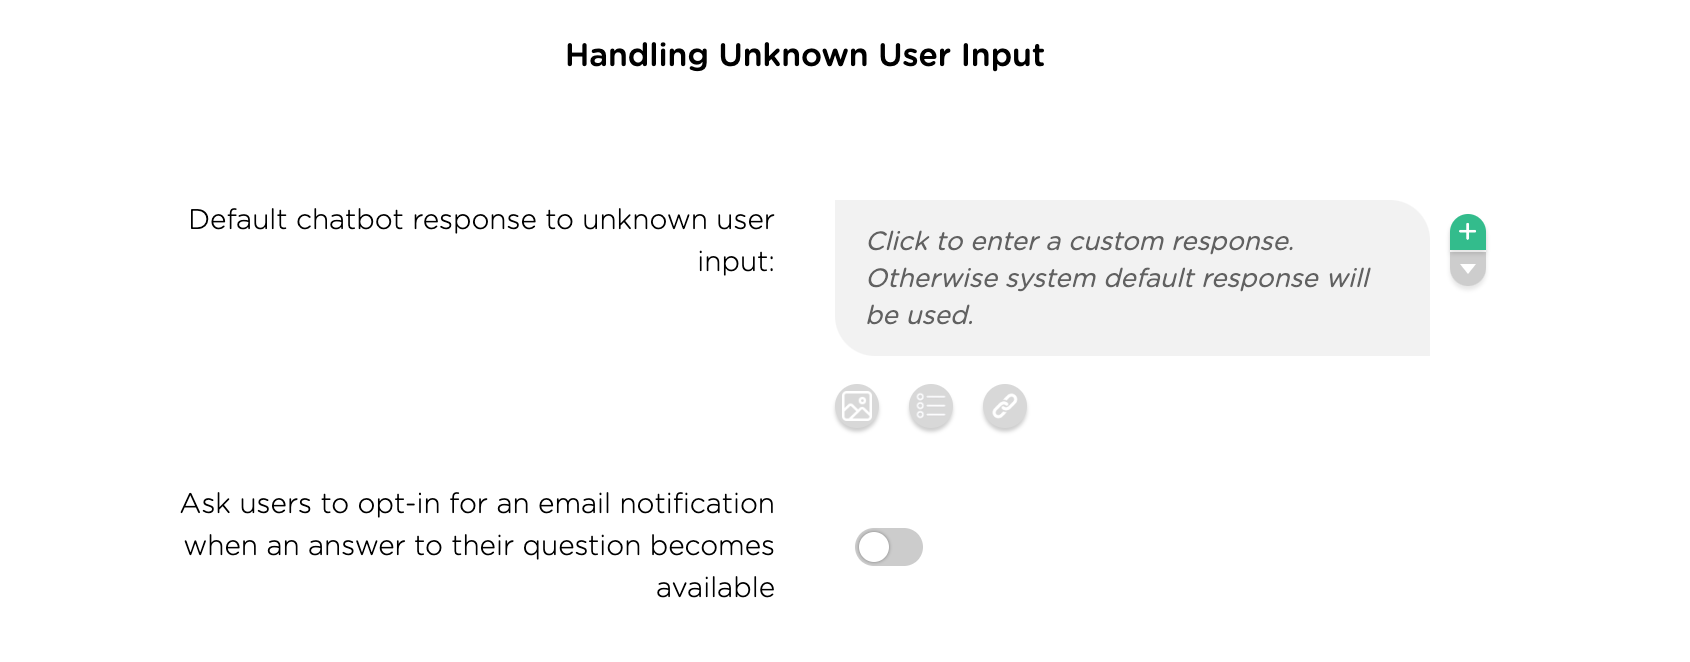 Handling Unknown User Input
Default chatbot response to unknown user
input:
Click to enter a custom response.
Otherwise system default response will
be used.
Ask users to opt-in for an email notification
when an answer to their question becomes
available